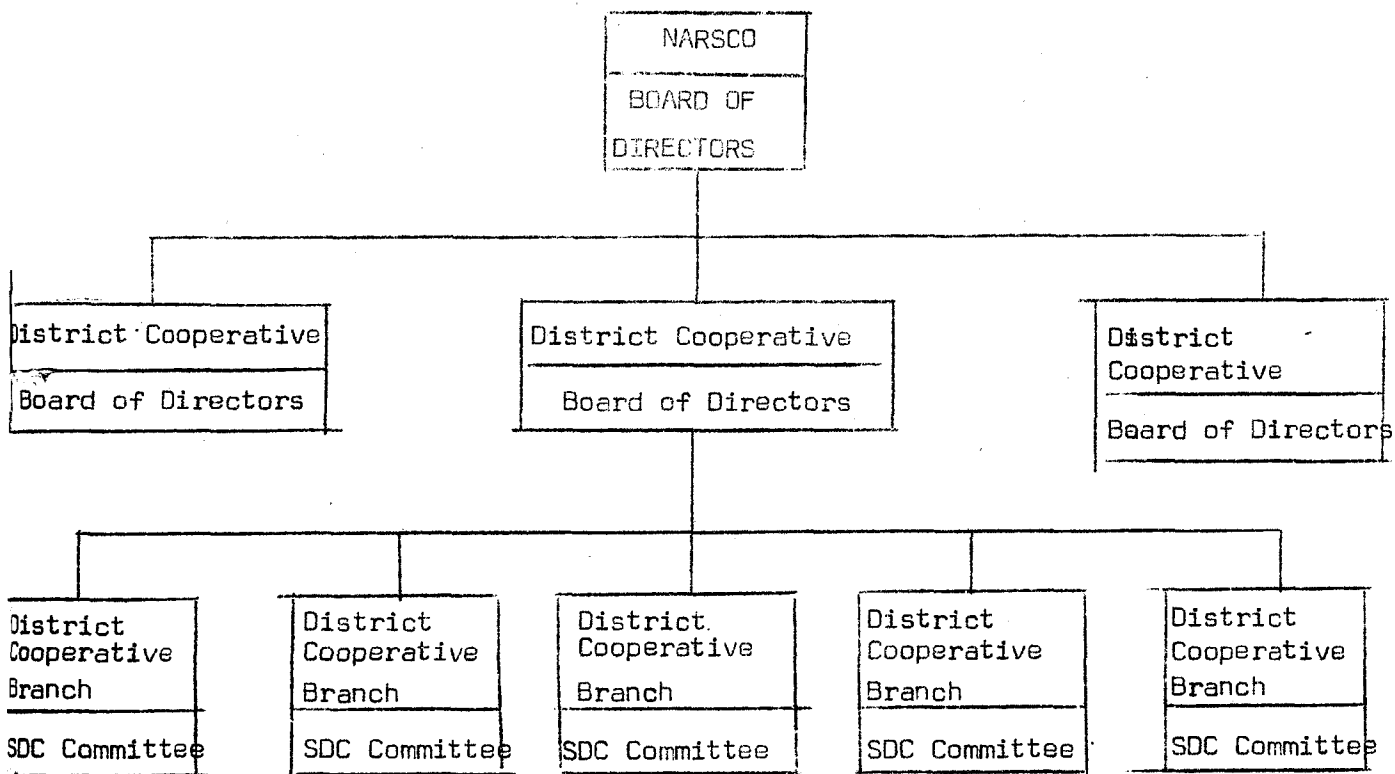 NARSCO
BOARD OF
DIRECTORS
District Cooperative
Board of Directors
District Cooperative
Board of Directors
District
Cooperative
Board of Directors
District
Cooperative
Branch
SDC Committee
District
Cooperative
Branch
SDC Committee
District.
Cooperative
Branch
SDC Committee
District
Cooperative
Branch
SDC Committee
District
Cooperative
Branch
SDC Committee